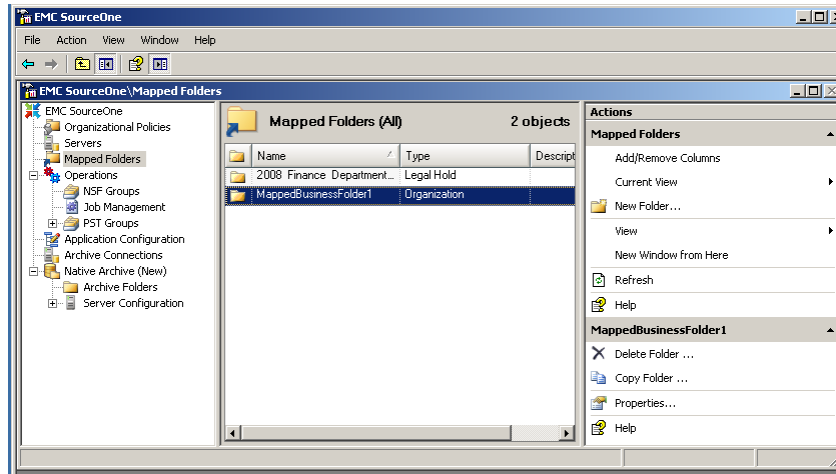 EMC SourceOne
File Action View Window Help
EMC SourceOne\Mapped Folders
EMC SourceOne
Organizational Policies
Servers
Mapped Folders
Operations
NSF Groups
Job Management
PST Groups
Application Configuration
Archive Connections
Native Archive (New)
Archive Folders
Server Configuration
Mapped Folders (All) 2 objects
Name Type Descript
2008 Finance Department... Legal Hold
MappedBusinessFolder1 Organization
Actions
Mapped Folders
Add/Remove Columns
Current View
New Folder...
View
New Window from Here
Refresh
Help
MappedBusinessFolder1
Delete Folder ...
Copy Folder ...
Properties...
Help